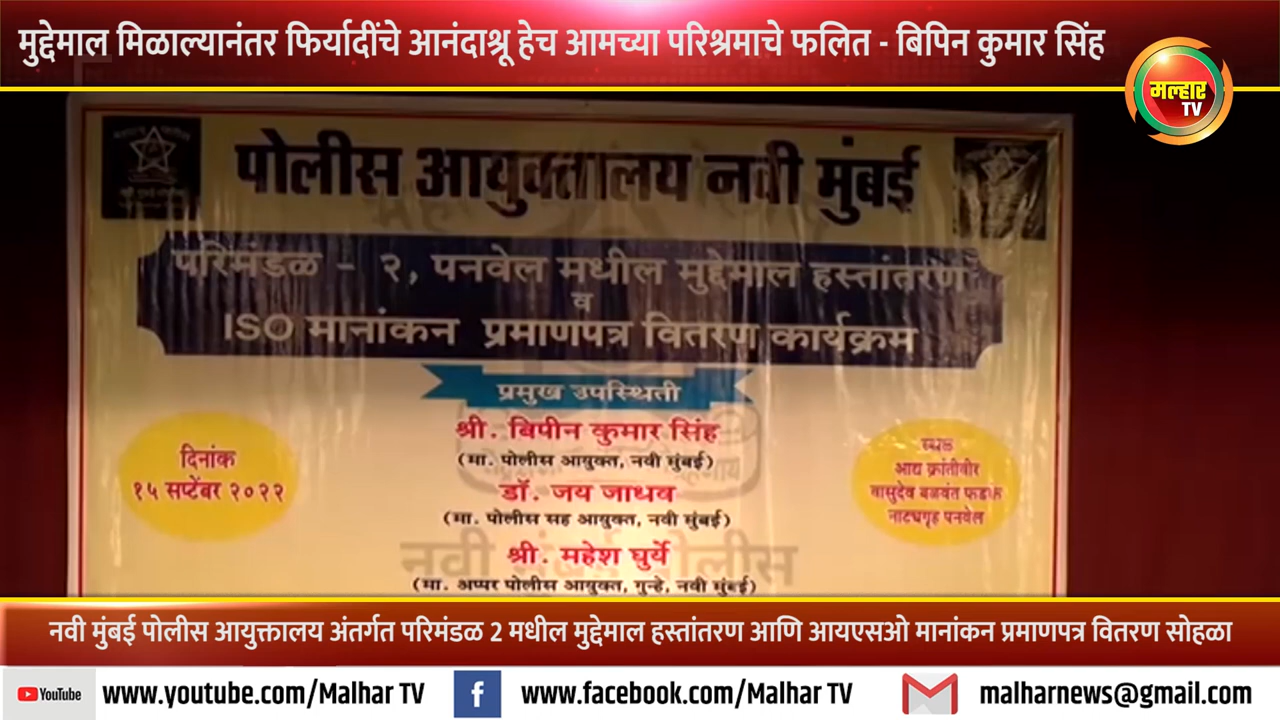 मुद्देमाल मिळाल्यानंतर फिर्यादींचे आनंदाश्रू हेच आमच्या परिश्रमाचे फलित - बिपिन कुमार सिंह
मल्हार
TV
पोलीस आयुक्तालय नवी मुंबई
परिमंडळ - २, पनवेल मधील मुद्देमाल हस्तांतरण
व
ISO मानांकन प्रमाणपत्र वितरण कार्यक्रम
प्रमुख उपस्थिती
श्री. बिपीन कुमार सिंह
(मा. पोलीस आयुक्त, नवी मुंबई)
डॉ. जय जाधव
(मा. पोलीस सह आयुक्त, नवी मुंबई)
श्री. महेश घुर्ये
(मा. अप्पर पोलीस आयुक्त, गुन्हे, नवी मुंबई)
दिनांक
१५ सप्टेंबर २०२२
स्थळ
आद्य क्रांतीवीर
वासुदेव बळवंत फडके
नाट्यगृह पनवेल
नवी मुंबई पोलीस
नवी मुंबई पोलीस आयुक्तालय अंतर्गत परिमंडळ 2 मधील मुद्देमाल हस्तांतरण आणि आयएसओ मानांकन प्रमाणपत्र वितरण सोहळा
YouTube
www.youtube.com/Malhar TV
f
www.facebook.com/Malhar TV
malharnews@gmail.com